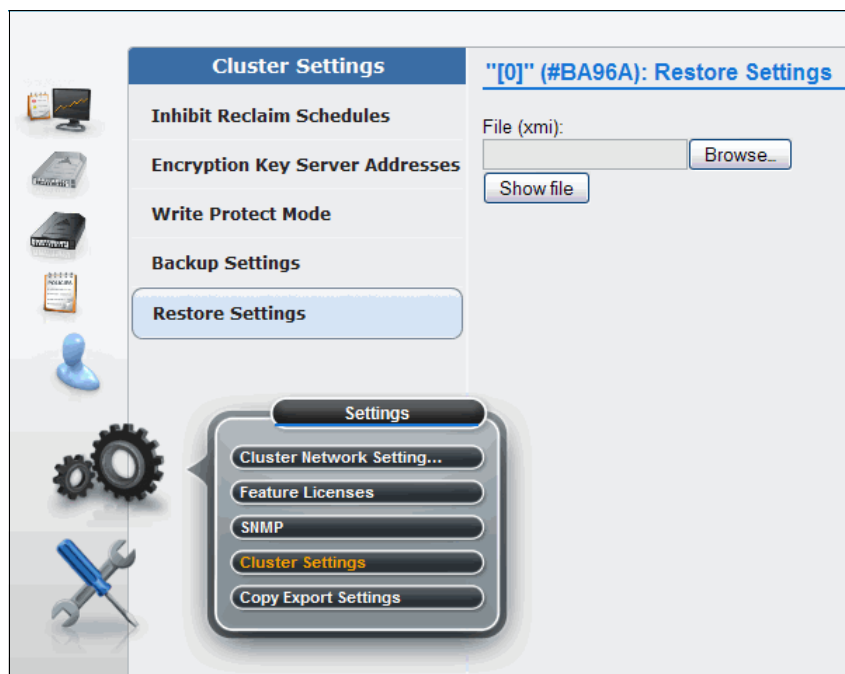 Cluster Settings
Inhibit Reclaim Schedules
Encryption Key Server Addresses
Write Protect Mode
Backup Settings
Restore Settings
"[0]" (#BA96A): Restore Settings
File (xmi):
Browse...
Show file
Settings
Cluster Network Setting...
Feature Licenses
SNMP
Cluster Settings
Copy Export Settings